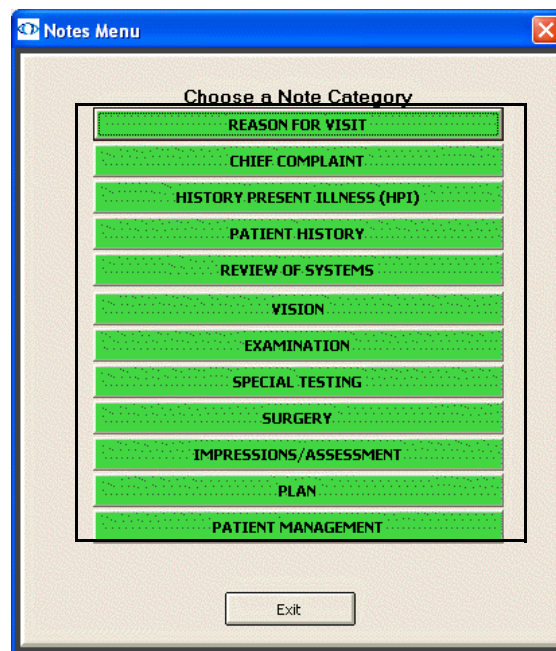 Notes Menu
Choose a Note Category
REASON FOR VISIT
CHIEF COMPLAINT
HISTORY PRESENT ILLNESS (HPI)
PATIENT HISTORY
REVIEW OF SYSTEMS
VISION
EXAMINATION
SPECIAL TESTING
SURGERY
IMPRESSIONS/ASSESSMENT
PLAN
PATIENT MANAGEMENT
Exit